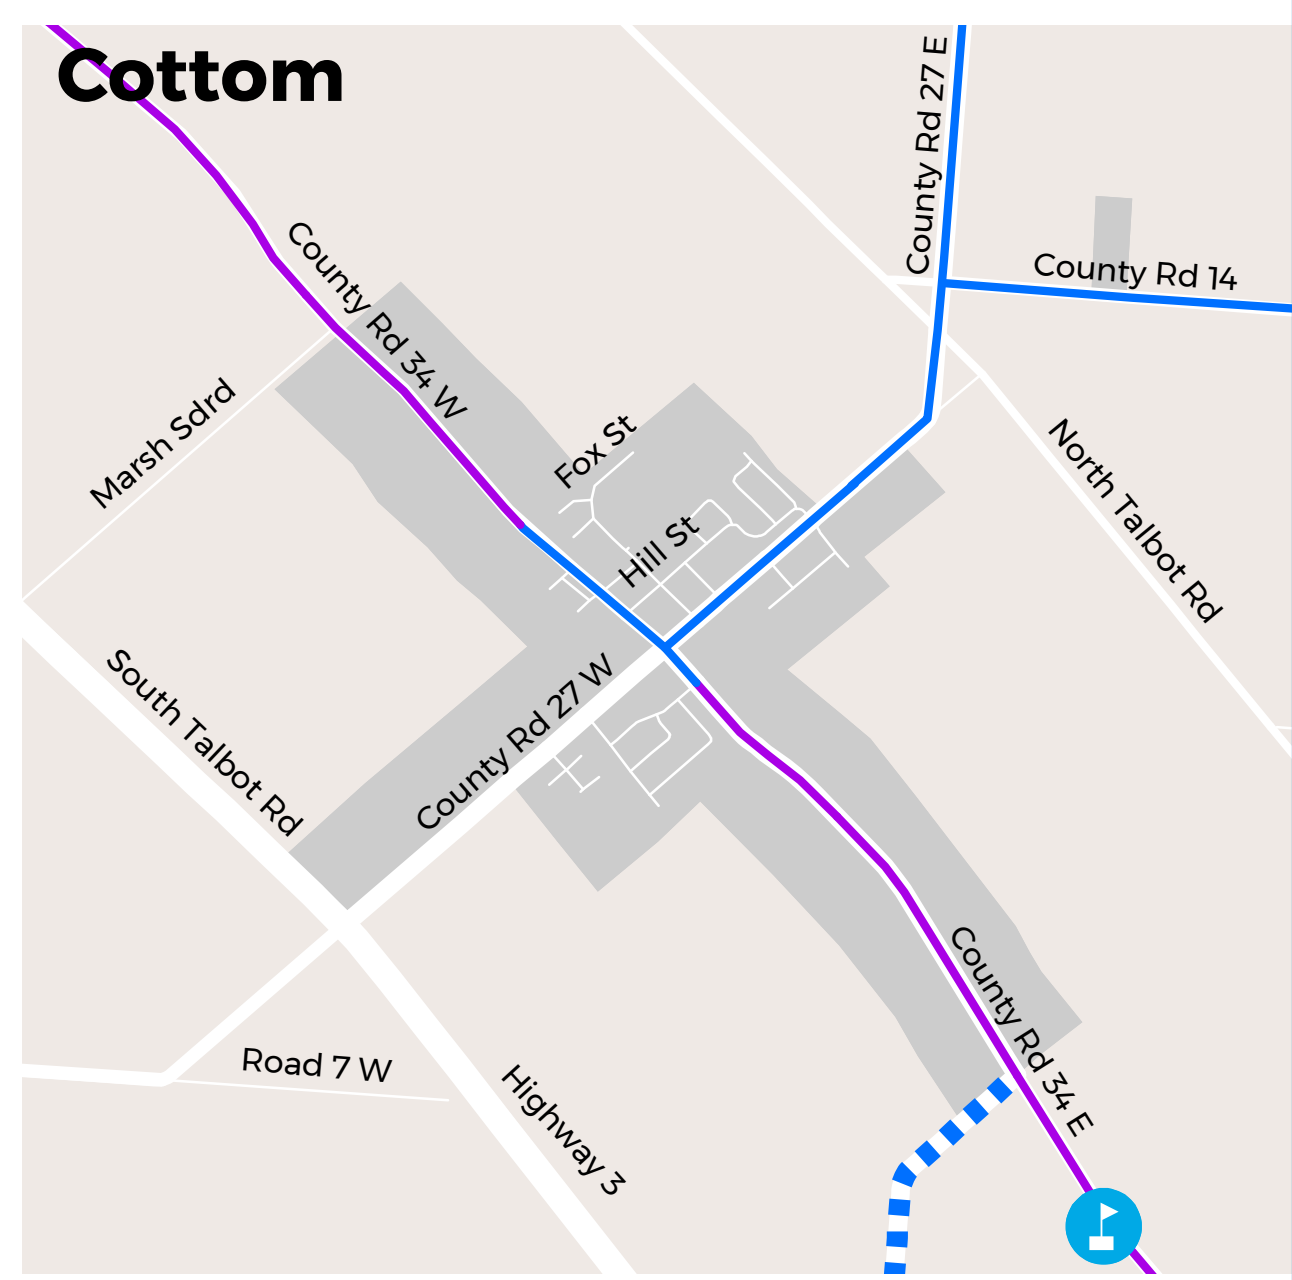 Cottom
County Rd 27 E
County Rd 14
County Rd 34 W
Marsh Sdrd
Fox St
North Talbot Rd
Hill St
South Talbot Rd
County Rd 27 W
County Rd 34 E
Road 7 W
Highway 3